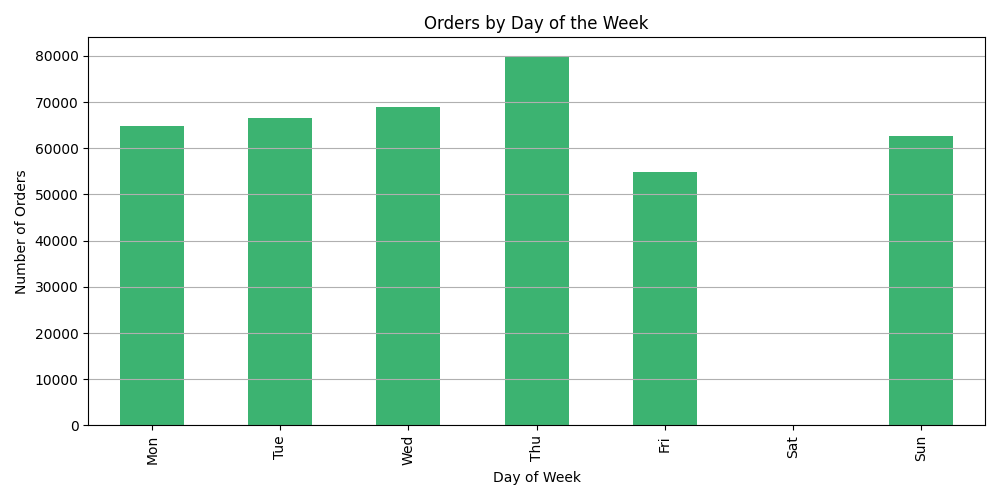 Orders by Day of the Week
Number of Orders
80000
70000
60000
50000
40000
30000
20000
10000
0
Mon
Tue
Wed
Thu
Fri
Sat
Sun
Day of Week